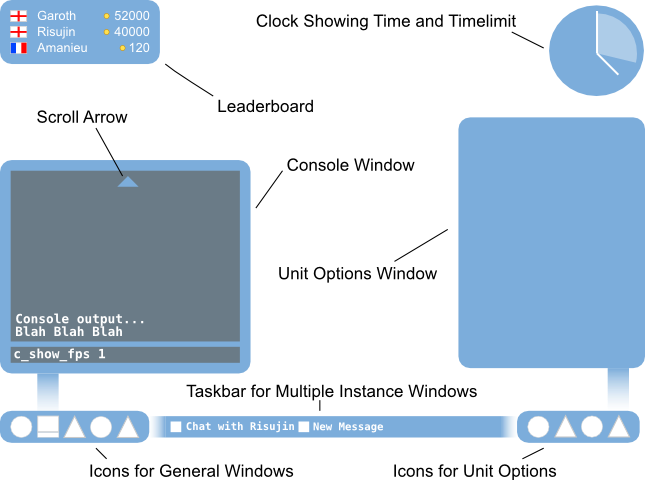 Garoth 52000
Risujin 40000
Amanieu 120
Clock Showing Time and Timelimit
Leaderboard
Scroll Arrow
Console Window
Unit Options Window
Console output...
Blah Blah Blah
c_show_fps 1
Taskbar for Multiple Instance Windows
Chat with Risujin New Message
Icons for General Windows
Icons for Unit Options